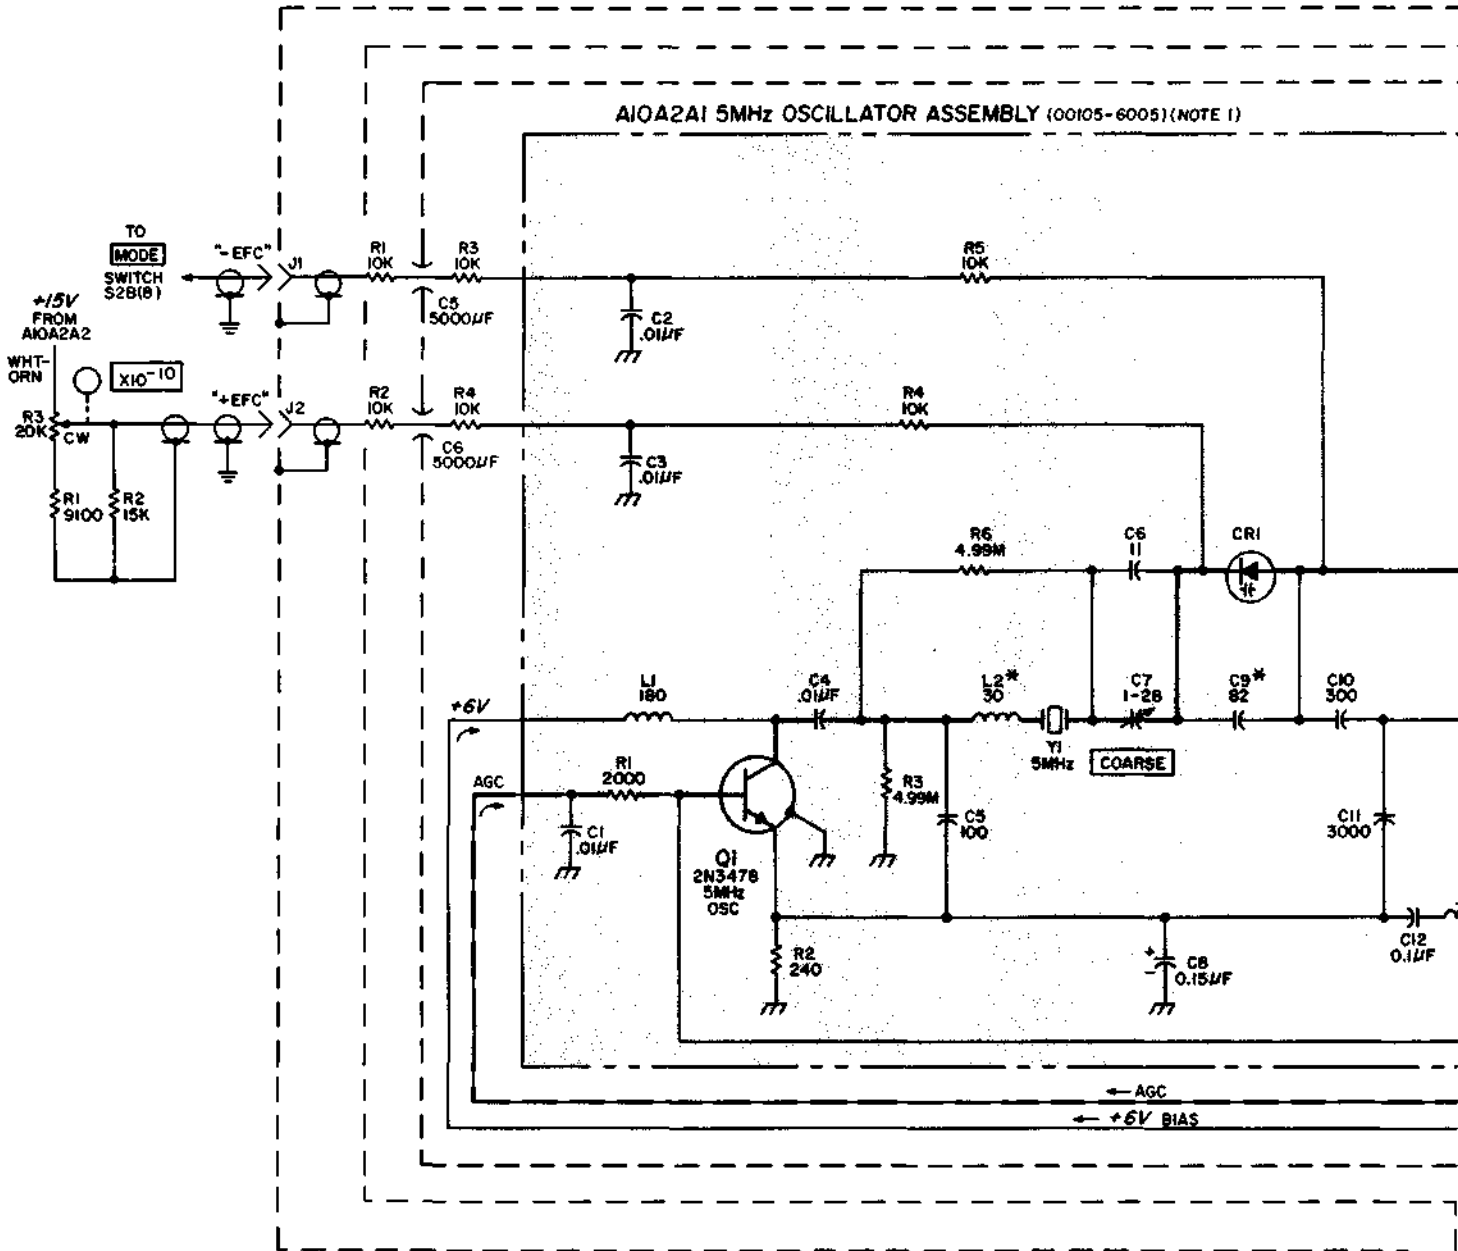 A10A2A1 5MHz OSCILLATOR ASSEMBLY (00105-6005)(NOTE 1)
TO
MODE
SWITCH
S2B(8)
"-EFC"
J1
R1
10K
R3
10K
C5
5000µF
C2
.01µF
R5
10K
+15V
FROM
A10A2A2
WHT-
ORN
X10-10
R3
20K
CW
"+EFC"
J2
R2
10K
R4
10K
C6
5000µF
C3
.01µF
R4
10K
R1
9100
R2
15K
R6
4.99M
C6
11
CR1
+6V
L1
180
C4
.01µF
L2*
30
Y1
5MHz
C7
1-28
COARSE
C9*
82
C10
300
AGC
R1
2000
C1
.01µF
Q1
2N3478
5MHz
OSC
R3
4.99M
C5
100
C11
3000
R2
240
+
-
C8
0.15µF
C12
0.1µF
AGC
+6V BIAS